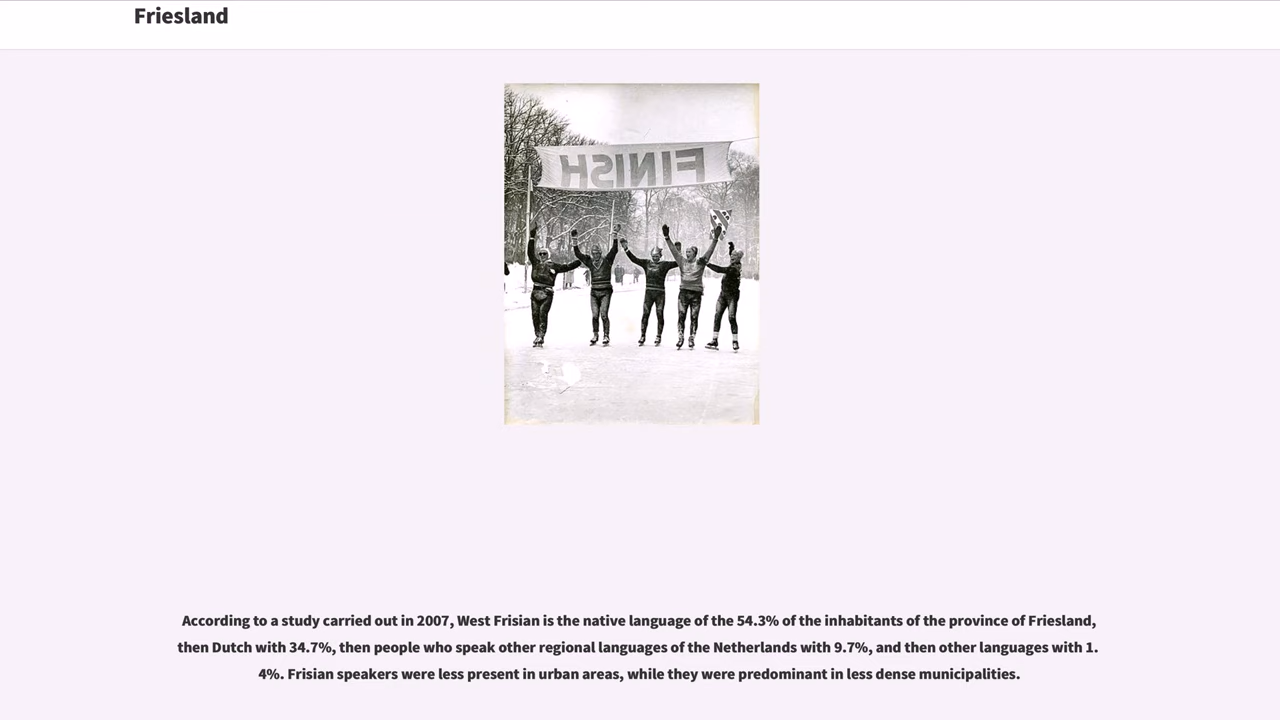 Friesland
FINISH
According to a study carried out in 2007, West Frisian is the native language of the 54.3% of the inhabitants of the province of Friesland,
then Dutch with 34.7%, then people who speak other regional languages of the Netherlands with 9.7%, and then other languages with 1.
4%. Frisian speakers were less present in urban areas, while they were predominant in less dense municipalities.